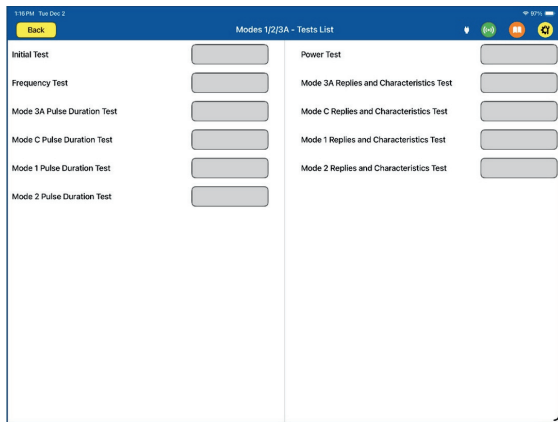 1:16 PM Tue Dec 2
97%
Back
Modes 1/2/3A - Tests List
Initial Test
Frequency Test
Mode 3A Pulse Duration Test
Mode C Pulse Duration Test
Mode 1 Pulse Duration Test
Mode 2 Pulse Duration Test
Power Test
Mode 3A Replies and Characteristics Test
Mode C Replies and Characteristics Test
Mode 1 Replies and Characteristics Test
Mode 2 Replies and Characteristics Test